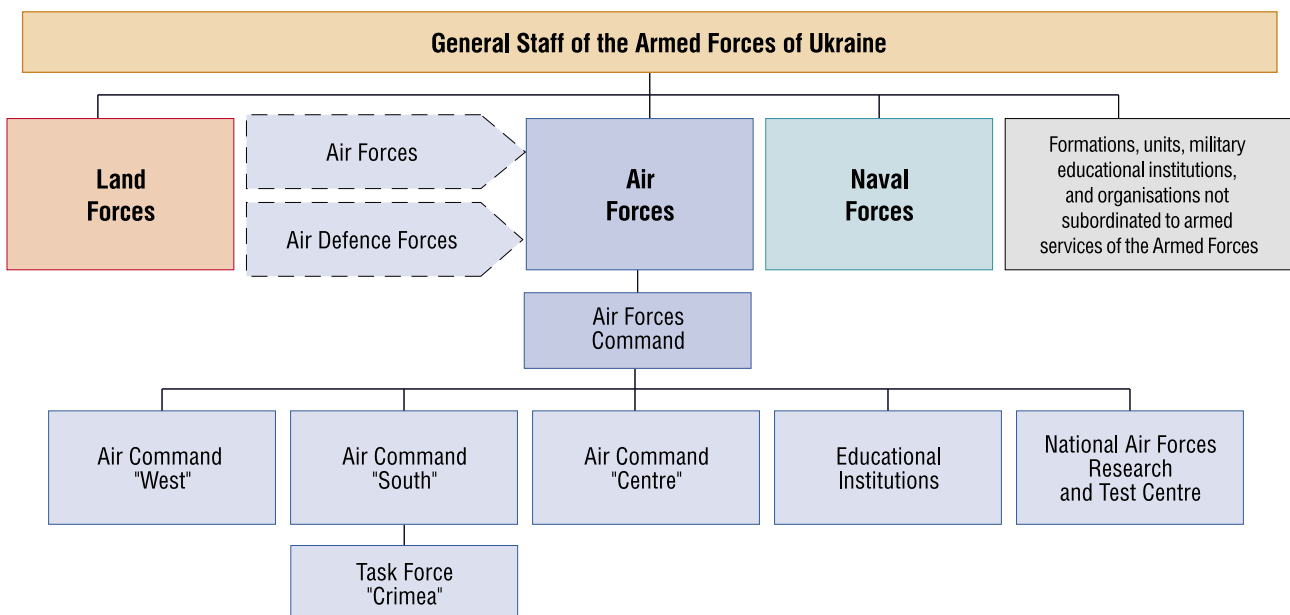 General Staff of the Armed Forces of Ukraine
Land
Forces
Air Forces
Air Defence Forces
Air
Forces
Naval
Forces
Formations, units, military
educational institutions,
and organisations not
subordinated to armed
services of the Armed Forces
Air Forces
Command
Air Command
"West"
Air Command
"South"
Air Command
"Centre"
Educational
Institutions
National Air Forces
Research
and Test Centre
Task Force
"Crimea"